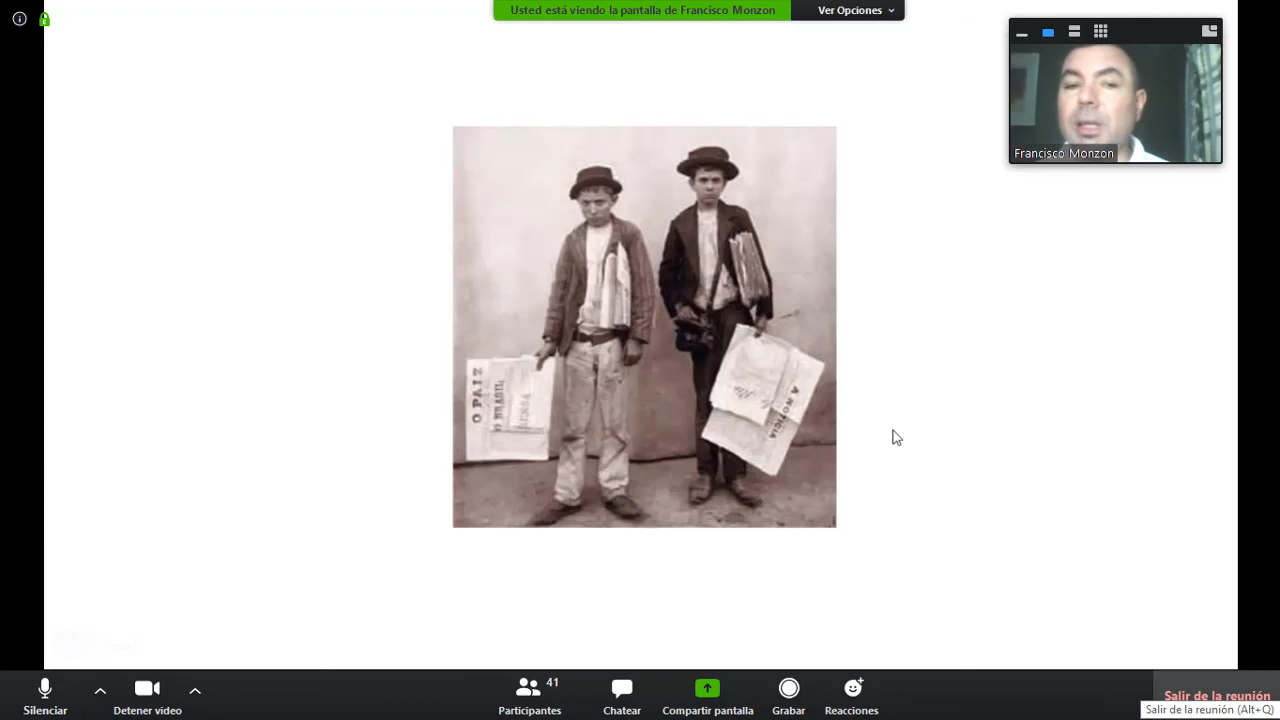 Usted está viendo la pantalla de Francisco Monzon
Ver Opciones
Francisco Monzon
O PAIZ
A NOTICIA
Silenciar
Detener video
41
Participantes
Chatear
Compartir pantalla
Grabar
Reacciones
Salir de la reunión
Salir de la reunión (Alt+Q)